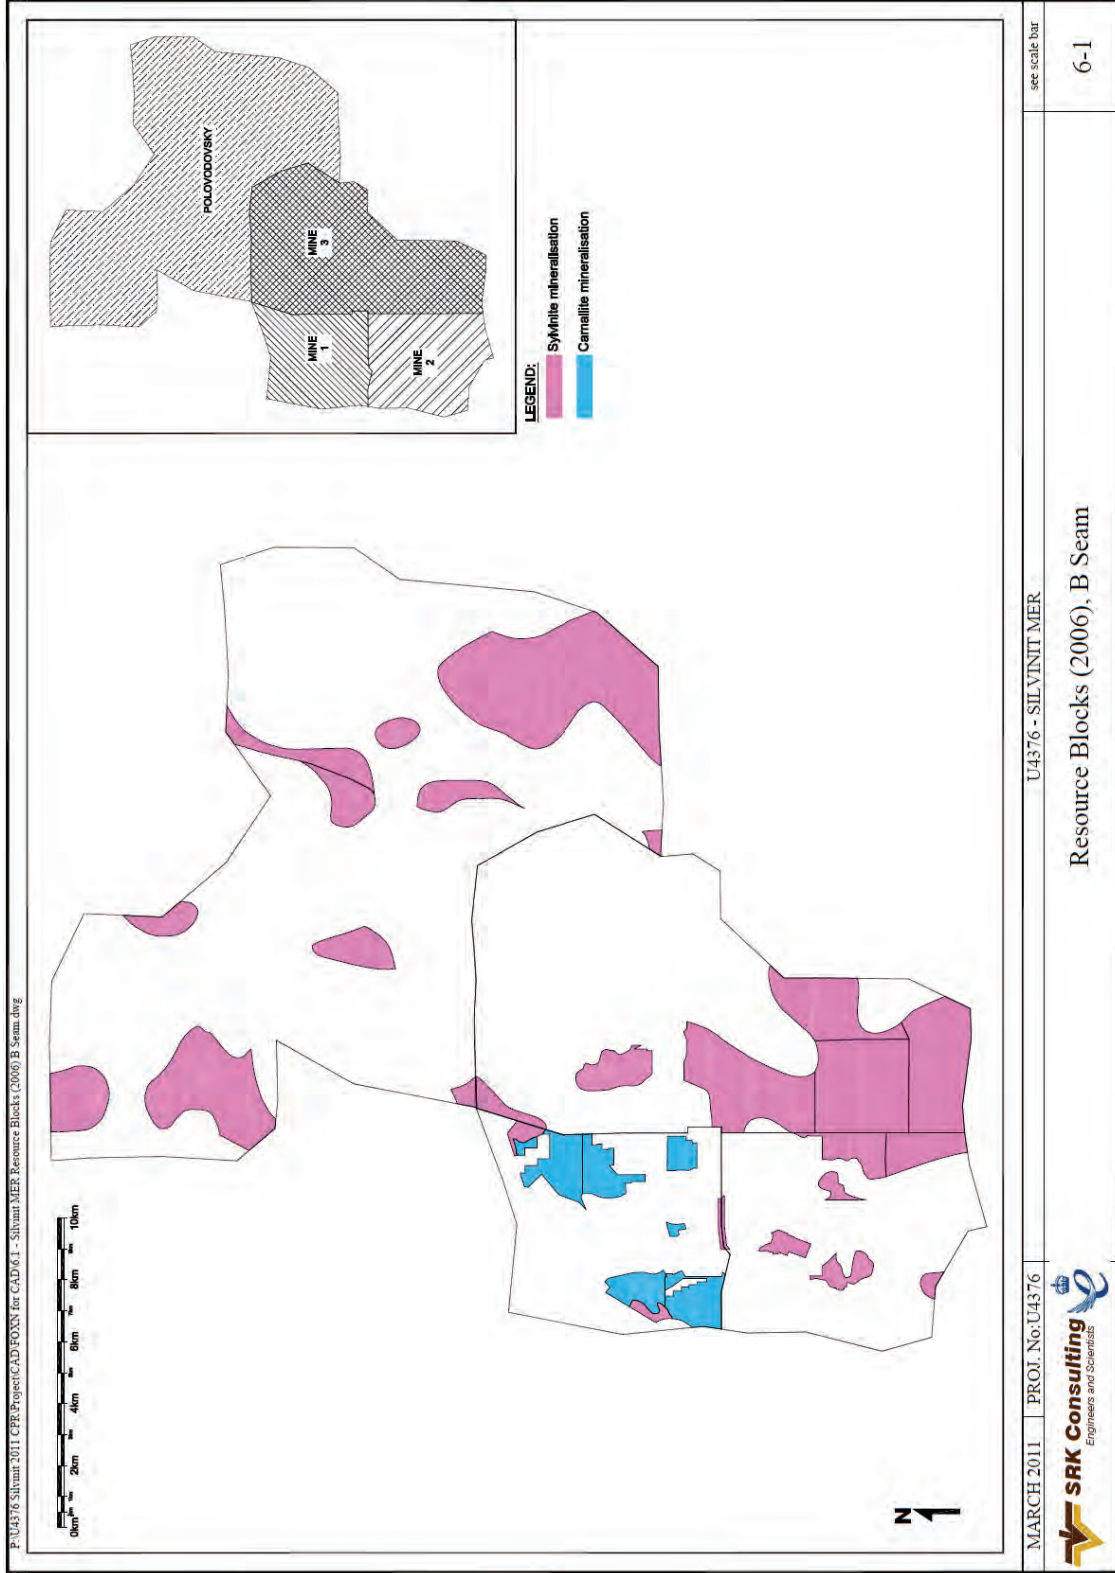 P:\U4376 Silvinit 2011 CPR\Project\CAD\FOXN for CAD\6.1 - Silvinit MER Resource Blocks (2006) B Seam.dwg
0km
2km
4km
6km
8km
10km
POLOVODOVSKY
MINE
1
MINE
2
MINE
3
LEGEND:
Sylvinite mineralisation
Carnallite mineralisation
N
MARCH 2011
PROJ. No:U4376
U4376 - SILVINIT MER
see scale bar
SRK Consulting
Engineers and Scientists
Resource Blocks (2006), B Seam
6-1